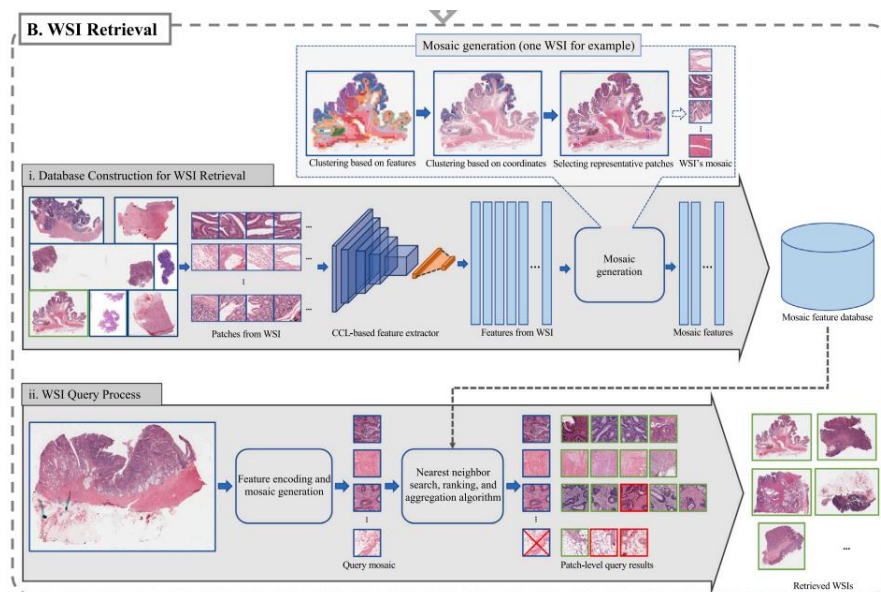 B. WSI Retrieval
Mosaic generation (one WSI for example)
Clustering based on features
Clustering based on coordinates
Selecting representative patches
WSI's mosaic
i. Database Construction for WSI Retrieval
...
...
...
Patches from WSI
CCL-based feature extractor
...
Features from WSI
Mosaic
generation
...
Mosaic features
Mosaic feature database
ii. WSI Query Process
Feature encoding and
mosaic generation
Query mosaic
Nearest neighbor
search, ranking, and
aggregation algorithm
Patch-level query results
...
Retrieved WSIs